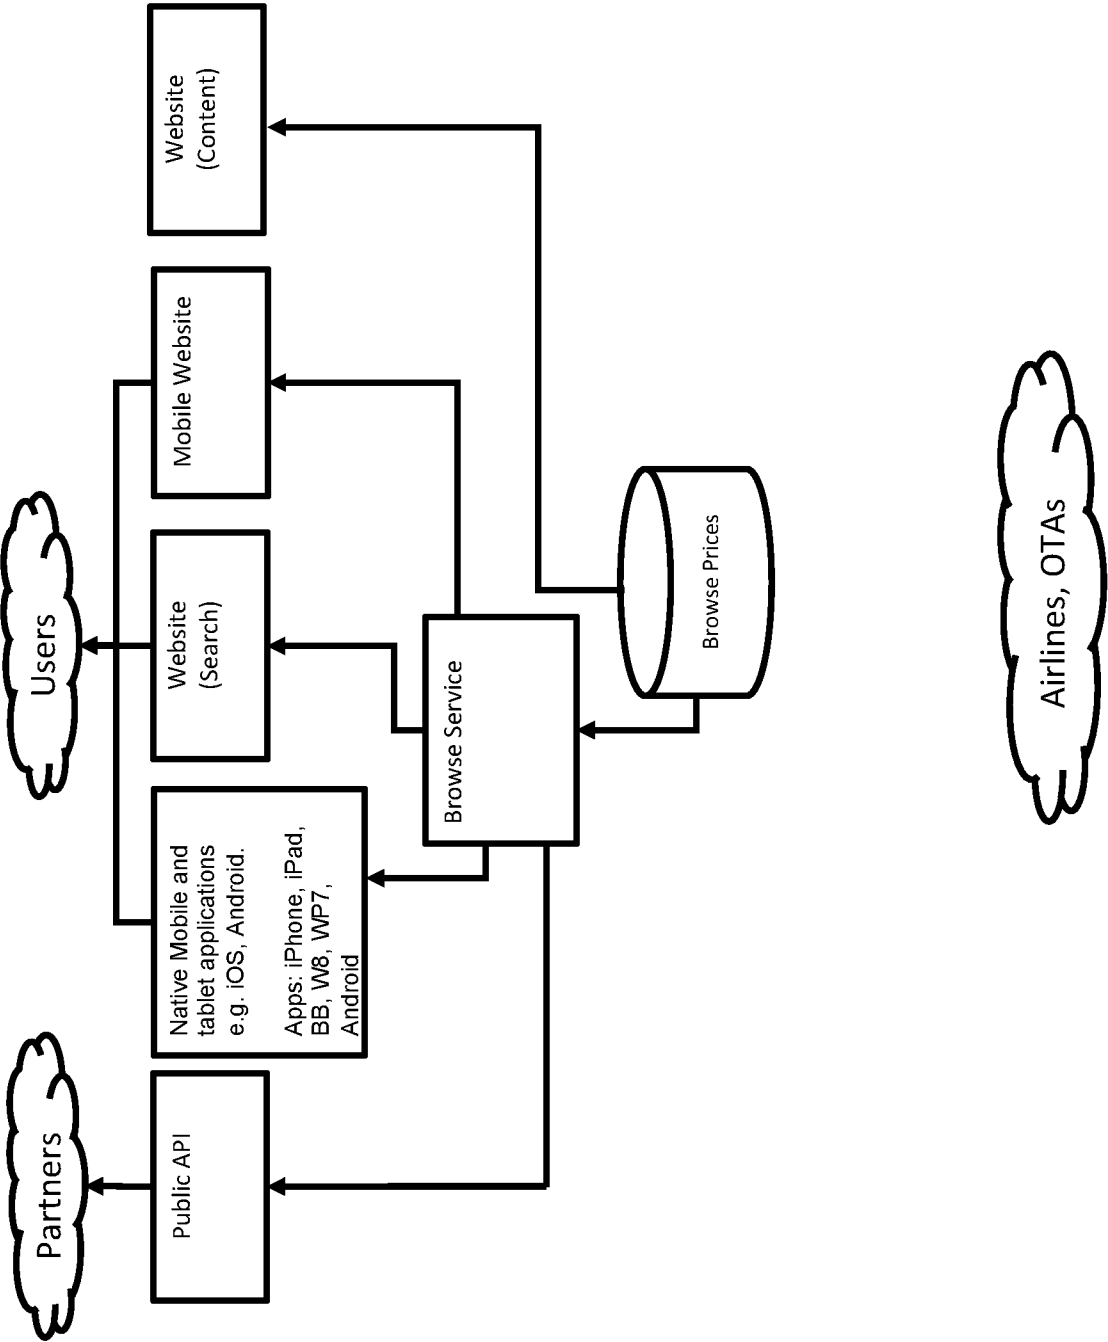 Partners
Users
Public API
Native Mobile and
tablet applications
e.g. iOS, Android.
Apps: iPhone, iPad,
BB, W8, WP7,
Android
Website
(Search)
Mobile Website
Website
(Content)
Browse Service
Browse Prices
Airlines, OTAs